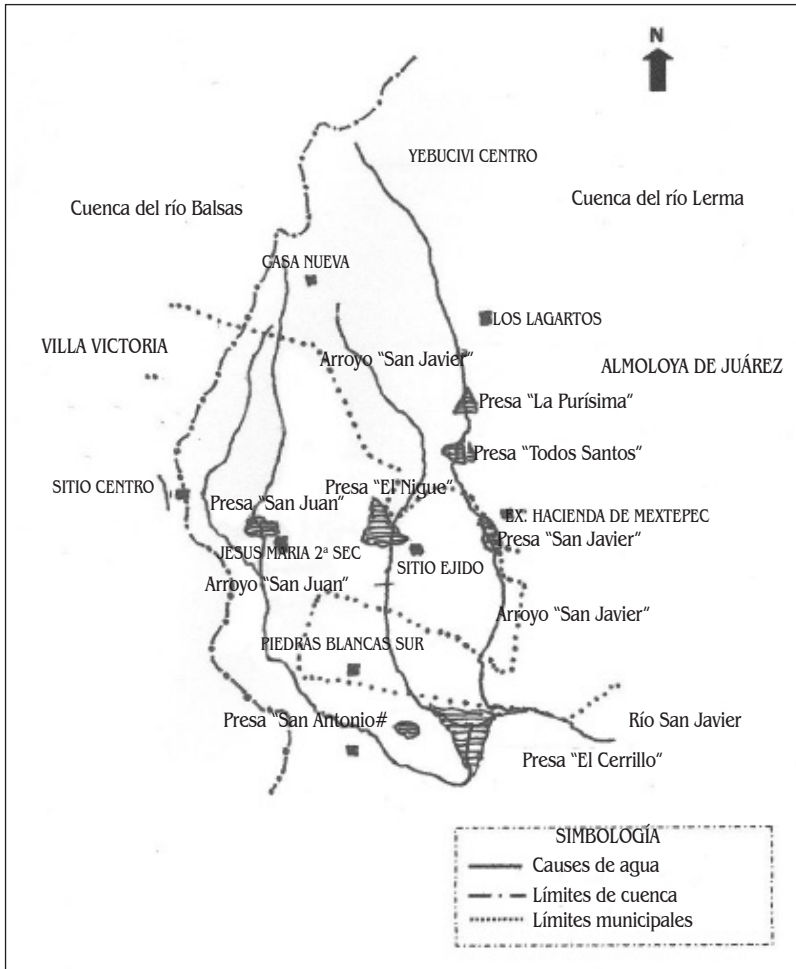 N
YEBUCIVI CENTRO
Cuenca del río Balsas
Cuenca del río Lerma
CASA NUEVA
LOS LAGARTOS
VILLA VICTORIA
Arroyo "San Javier"
ALMOLOYA DE JUÁREZ
Presa "La Purísima"
Presa "Todos Santos"
SITIO CENTRO
Presa "El Nigue"
Presa "San Juan"
EX. HACIENDA DE MEXTEPEC
Presa "San Javier"
JESUS MARIA 2ª SEC
SITIO EJIDO
Arroyo "San Juan"
Arroyo "San Javier"
PIEDRAS BLANCAS SUR
Presa "San Antonio#
Río San Javier
Presa "El Cerrillo"
SIMBOLOGÍA
Causes de agua
Límites de cuenca
Límites municipales